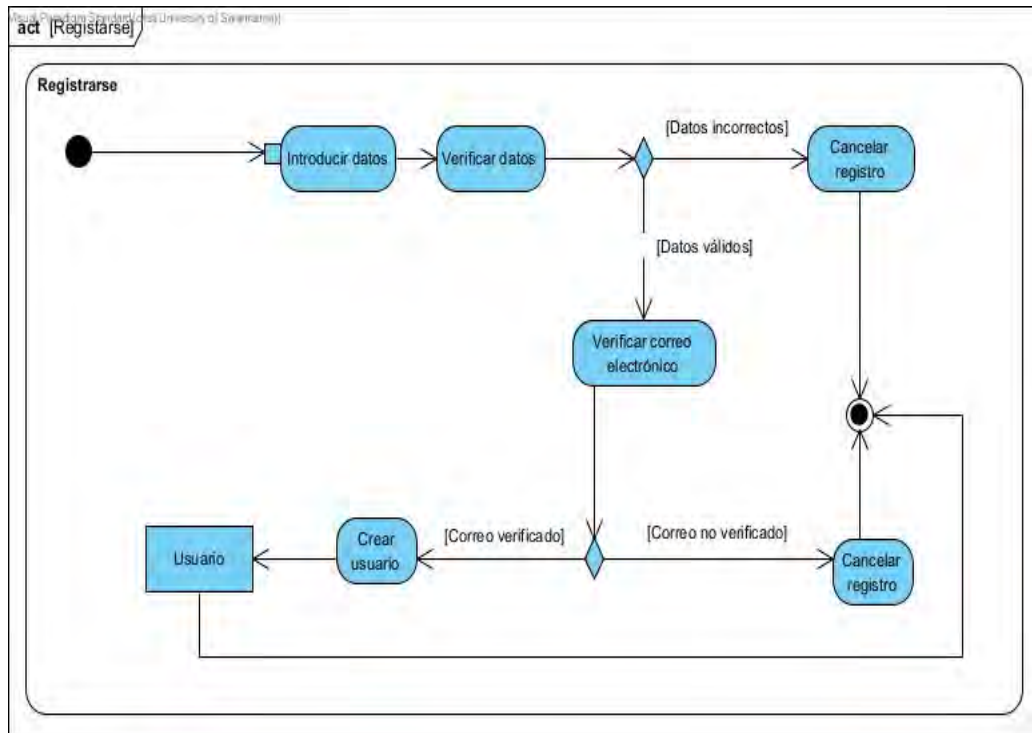 act [Registarse]
Registrarse
[Datos incorrectos]
Introducir datos
Verificar datos
Cancelar
registro
[Datos válidos]
Verificar correo
electrónico
[Correo verificado]
[Correo no verificado]
Usuario
Crear
usuario
Cancelar
registro